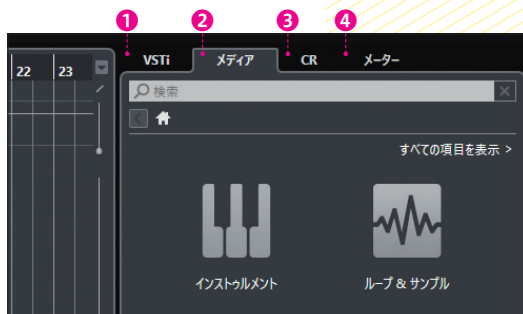 1 2 3 4
VSTi メディア CR メーター
22 23
検索
すべての項目を表示 >
インストゥルメント ループ & サンプル